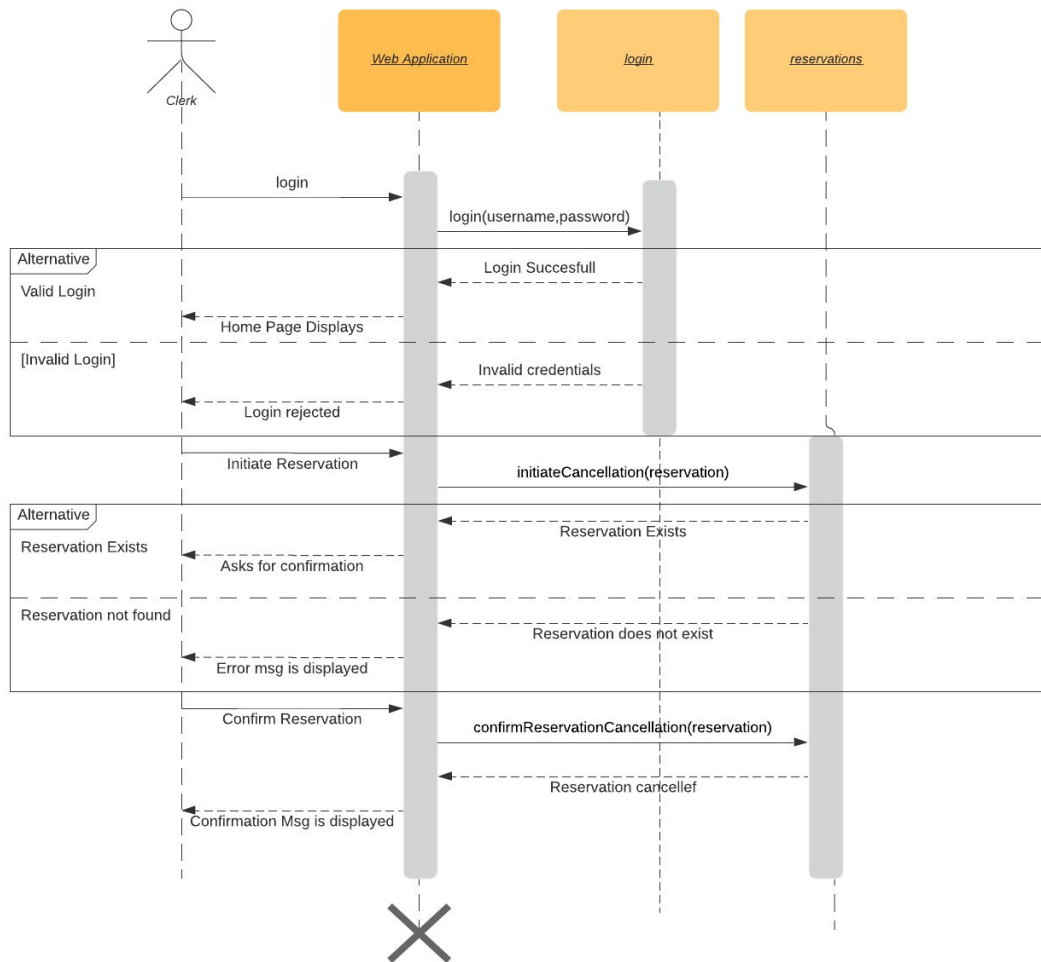 Clerk
Web Application
login
reservations
login
login(username,password)
Alternative
Login Succesfull
Valid Login
Home Page Displays
[Invalid Login]
Invalid credentials
Login rejected
Initiate Reservation
initiateCancellation(reservation)
Alternative
Reservation Exists
Reservation Exists
Asks for confirmation
Reservation not found
Reservation does not exist
Error msg is displayed
Confirm Reservation
confirmReservationCancellation(reservation)
Reservation cancellef
Confirmation Msg is displayed